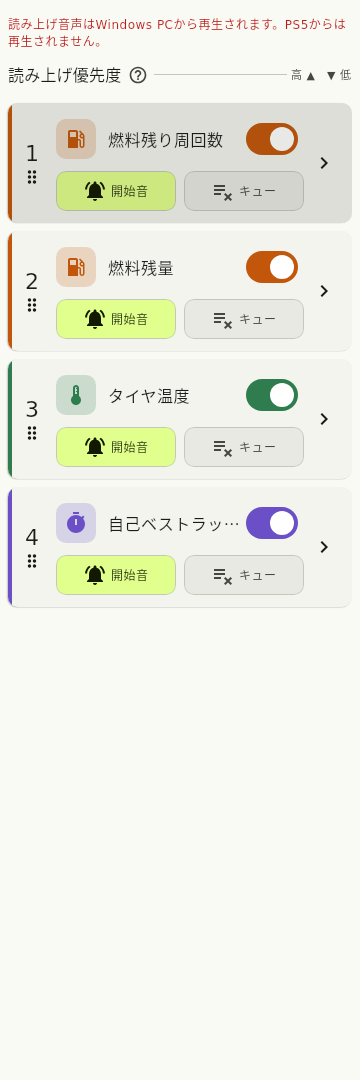 読み上げ音声はWindows PCから再生されます。PS5からは
再生されません。
読み上げ優先度 高 ▲ ▼ 低
1 燃料残り周回数
開始音 キュー
2 燃料残量
開始音 キュー
3 タイヤ温度
開始音 キュー
4 自己ベストラッ…
開始音 キュー